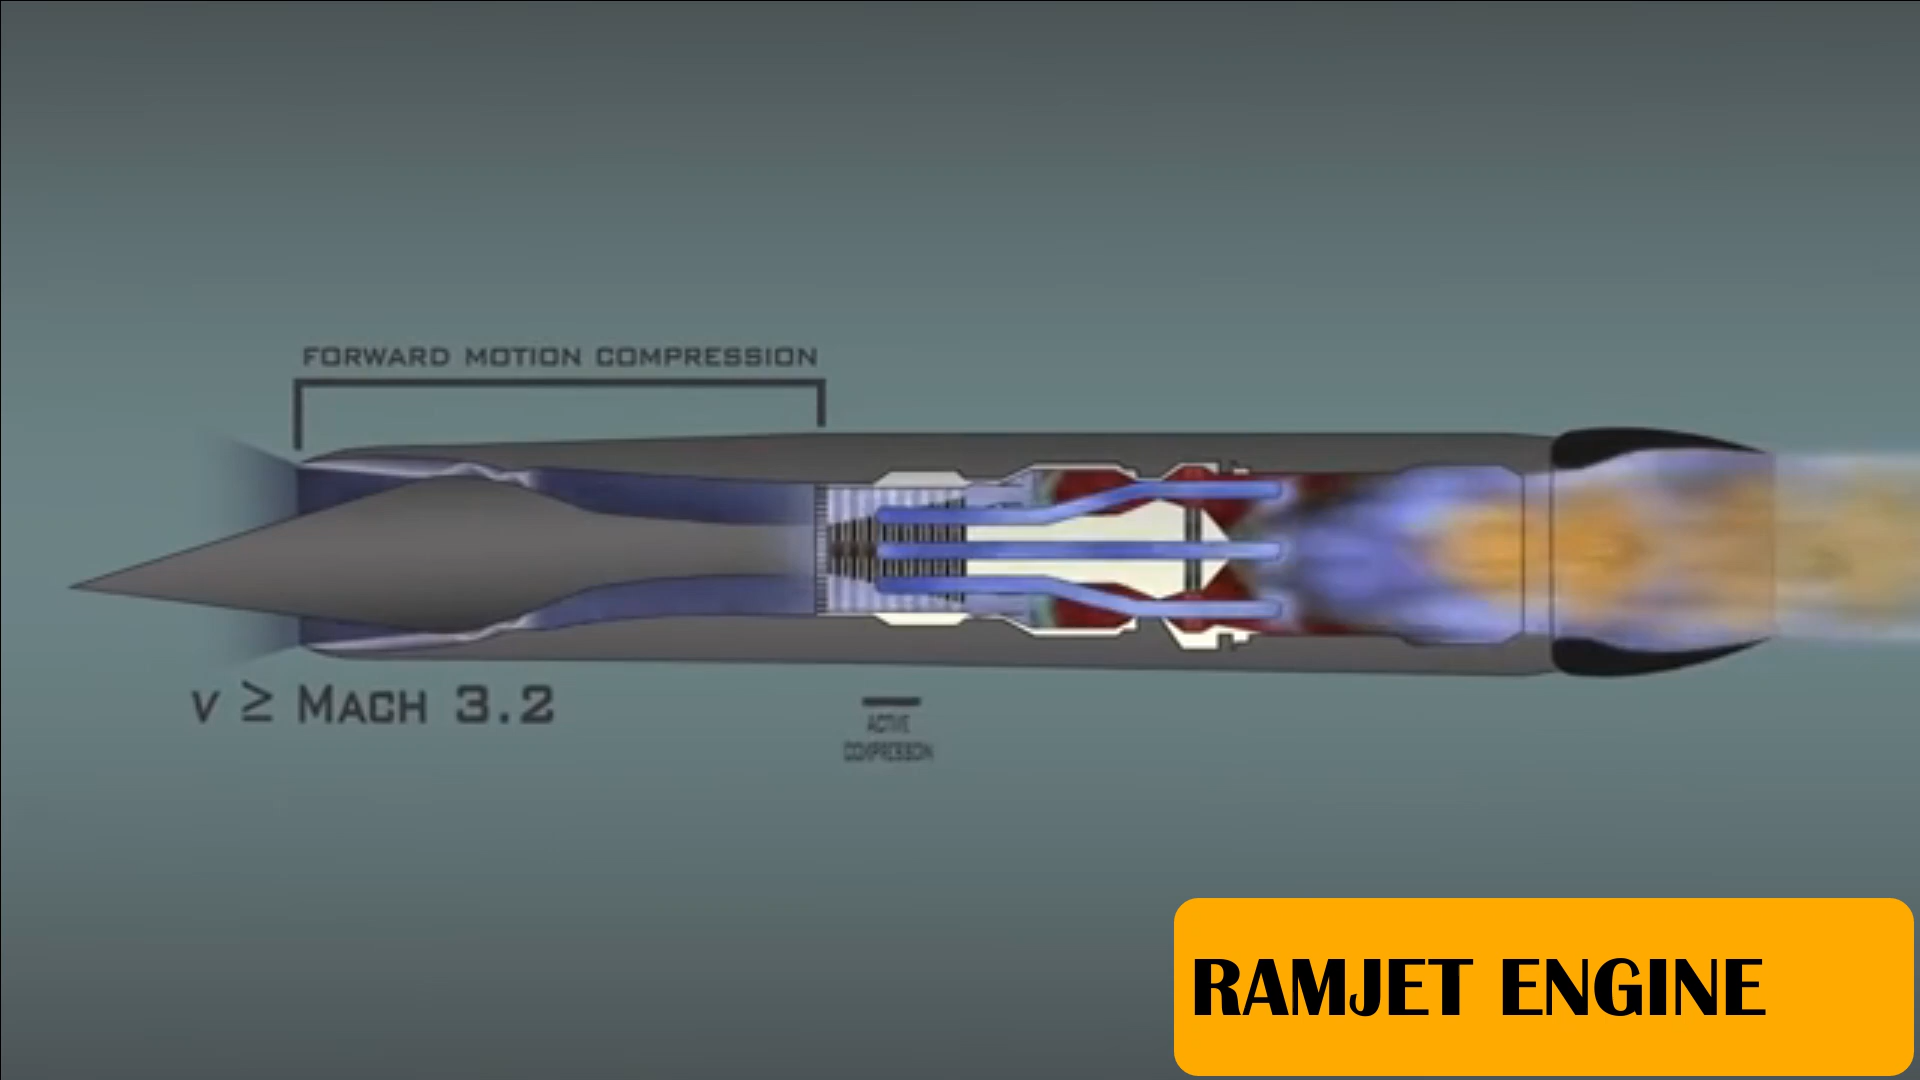 FORWARD MOTION COMPRESSION
V ≥ MACH 3.2
ACTIVE
COMPRESSION
RAMJET ENGINE